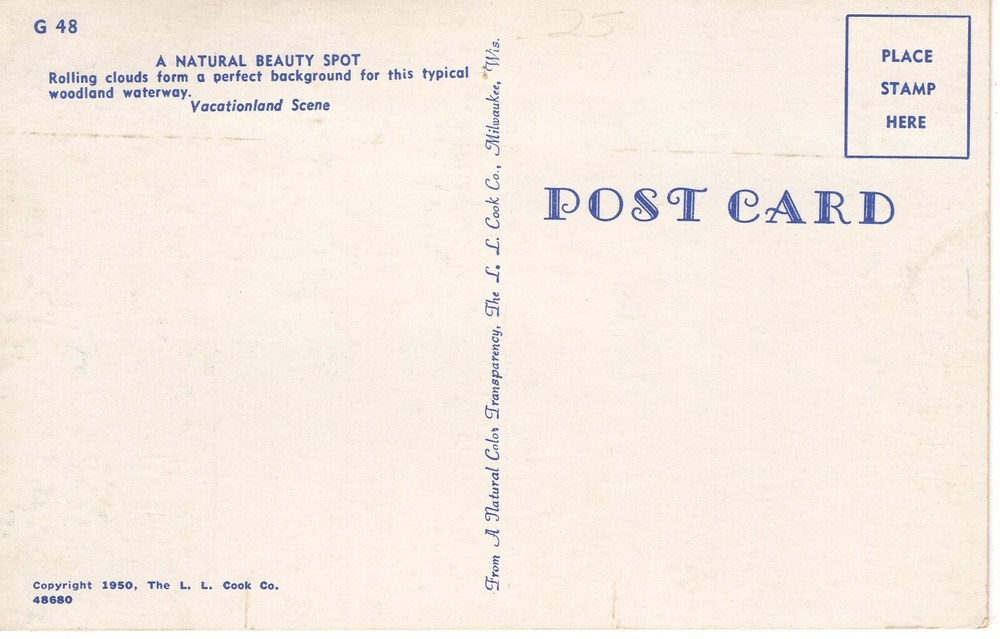 G 48
A NATURAL BEAUTY SPOT
Rolling clouds form a perfect background for this typical
woodland waterway.
Vacationland Scene
From A Natural Color Transparency, The L. L. Cook Co., Milwaukee, Wis.
25
PLACE
STAMP
HERE
POST CARD
Copyright 1950, The L. L. Cook Co.
48680